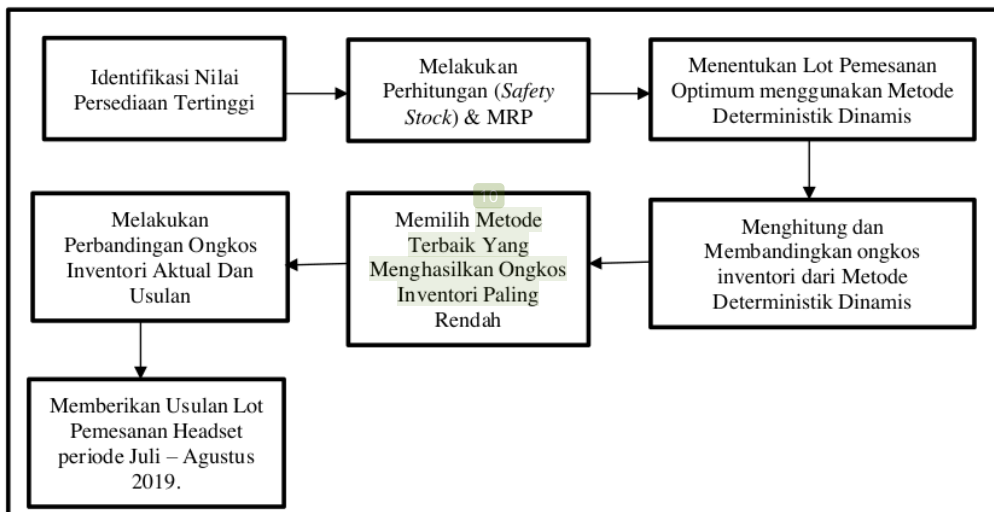 Identifikasi Nilai
Persediaan Tertinggi
Melakukan
Perhitungan (Safety
Stock) & MRP
Menentukan Lot Pemesanan
Optimum menggunakan Metode
Deterministik Dinamis
Menghitung dan
Membandingkan ongkos
inventori dari Metode
Deterministik Dinamis
10
Memilih Metode
Terbaik Yang
Menghasilkan Ongkos
Inventori Paling
Rendah
Melakukan
Perbandingan Ongkos
Inventori Aktual Dan
Usulan
Memberikan Usulan Lot
Pemesanan Headset
periode Juli – Agustus
2019.